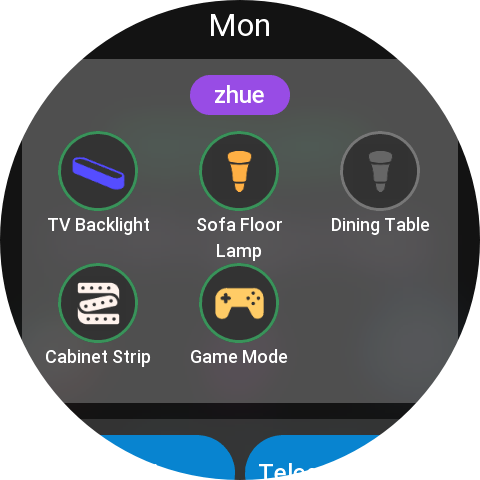 Mon
zhue
TV Backlight
Sofa Floor
Lamp
Dining Table
Cabinet Strip
Game Mode